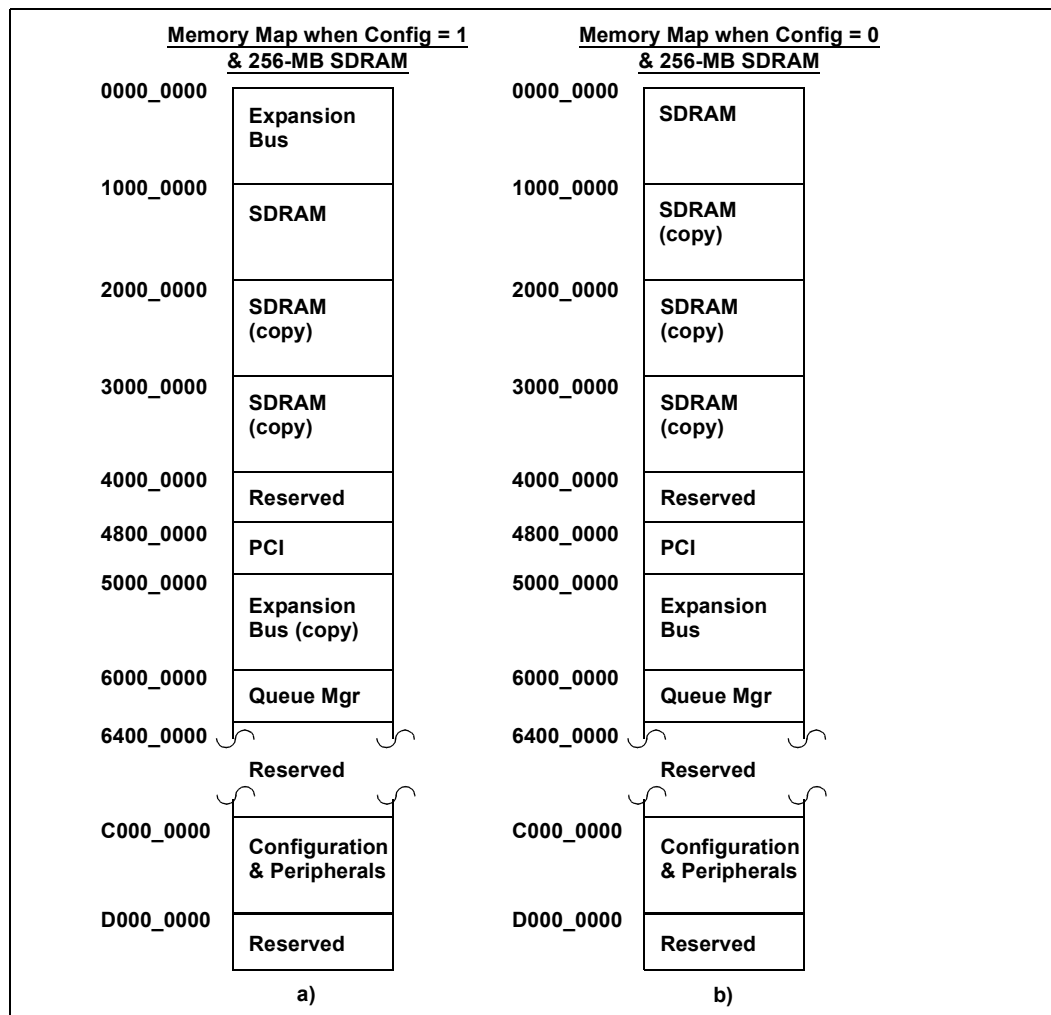 Memory Map when Config = 1
& 256-MB SDRAM
0000_0000
Expansion
Bus
1000_0000
SDRAM
2000_0000
SDRAM
(copy)
3000_0000
SDRAM
(copy)
4000_0000
Reserved
4800_0000
PCI
5000_0000
Expansion
Bus (copy)
6000_0000
Queue Mgr
6400_0000
Reserved
C000_0000
Configuration
& Peripherals
D000_0000
Reserved
a)
Memory Map when Config = 0
& 256-MB SDRAM
0000_0000
SDRAM
1000_0000
SDRAM
(copy)
2000_0000
SDRAM
(copy)
3000_0000
SDRAM
(copy)
4000_0000
Reserved
4800_0000
PCI
5000_0000
Expansion
Bus
6000_0000
Queue Mgr
6400_0000
Reserved
C000_0000
Configuration
& Peripherals
D000_0000
Reserved
b)